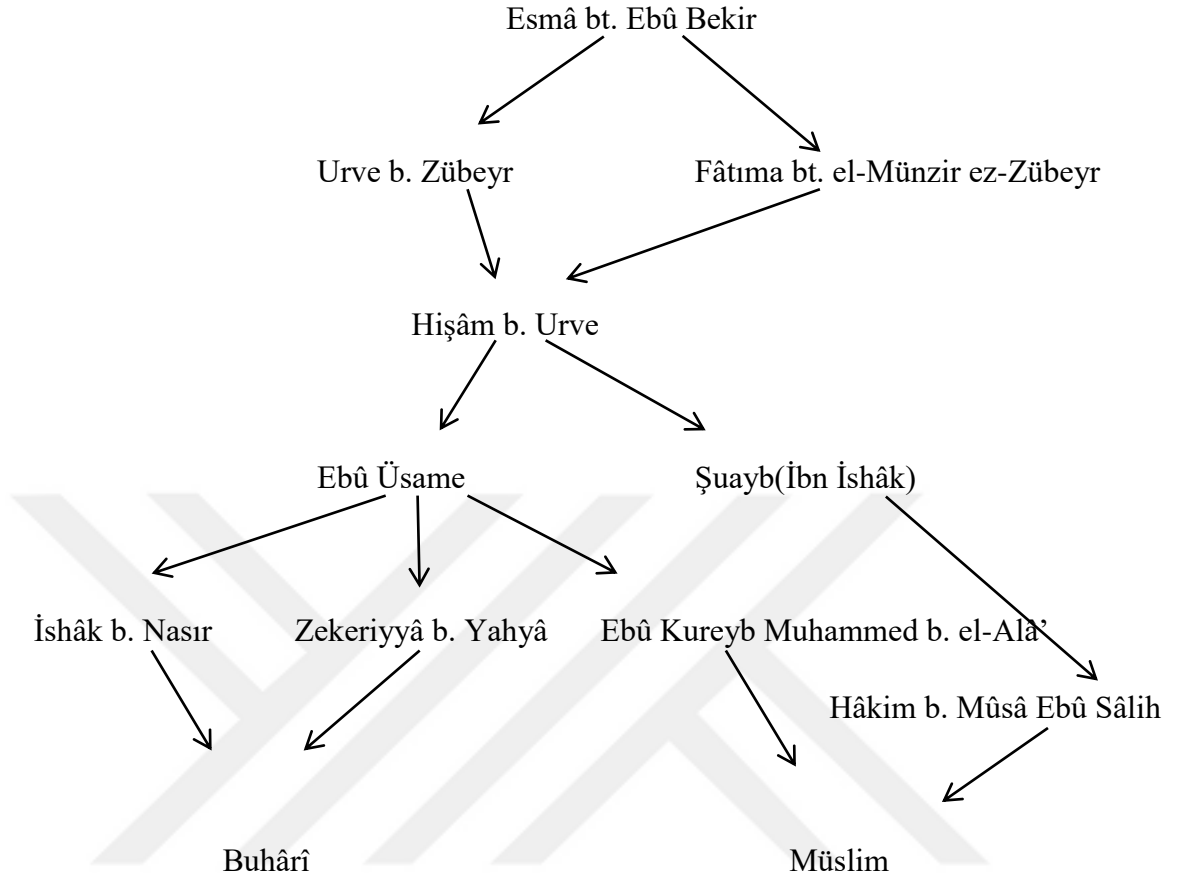 Esmâ bt. Ebû Bekir
Urve b. Zübeyr
Fâtıma bt. el-Münzir ez-Zübeyr
Hişâm b. Urve
Ebû Üsame
Şuayb(İbn İshâk)
İshâk b. Nasır
Zekeriyyâ b. Yahyâ
Ebû Kureyb Muhammed b. el-Alâ’
Hâkim b. Mûsâ Ebû Sâlih
Buhârî
Müslim